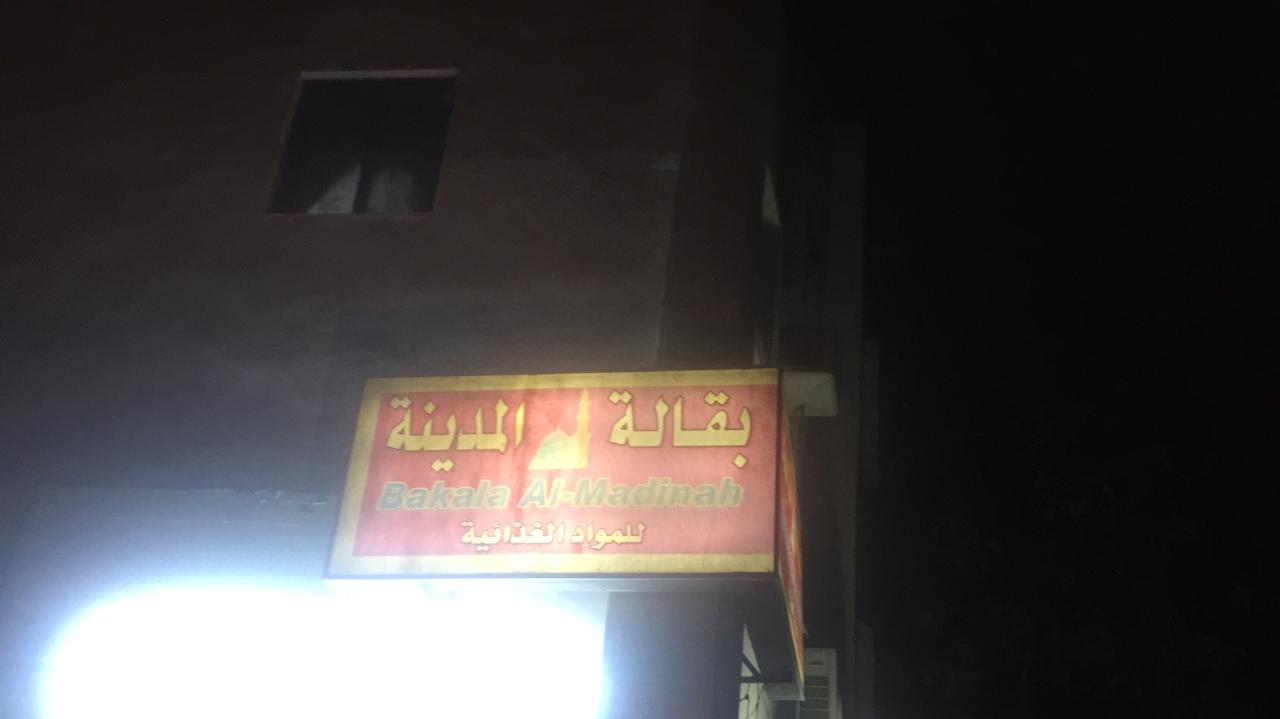 بقالة المدينة
Bakala Al-Madinah
للمواد الغذائية